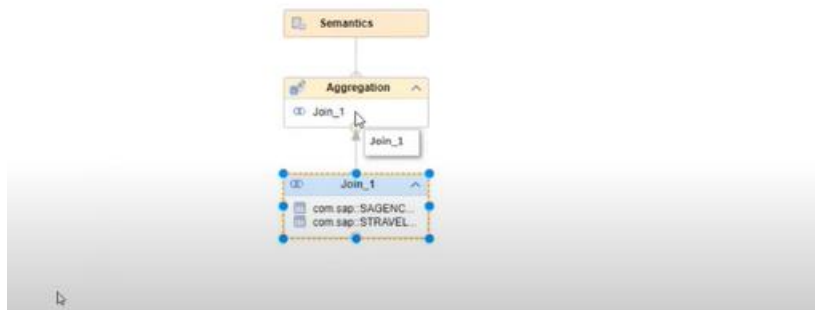 Semantics
Aggregation
Join_1
Join_1
Join_1
com.sap::SAGENC...
com.sap::STRAVEL...